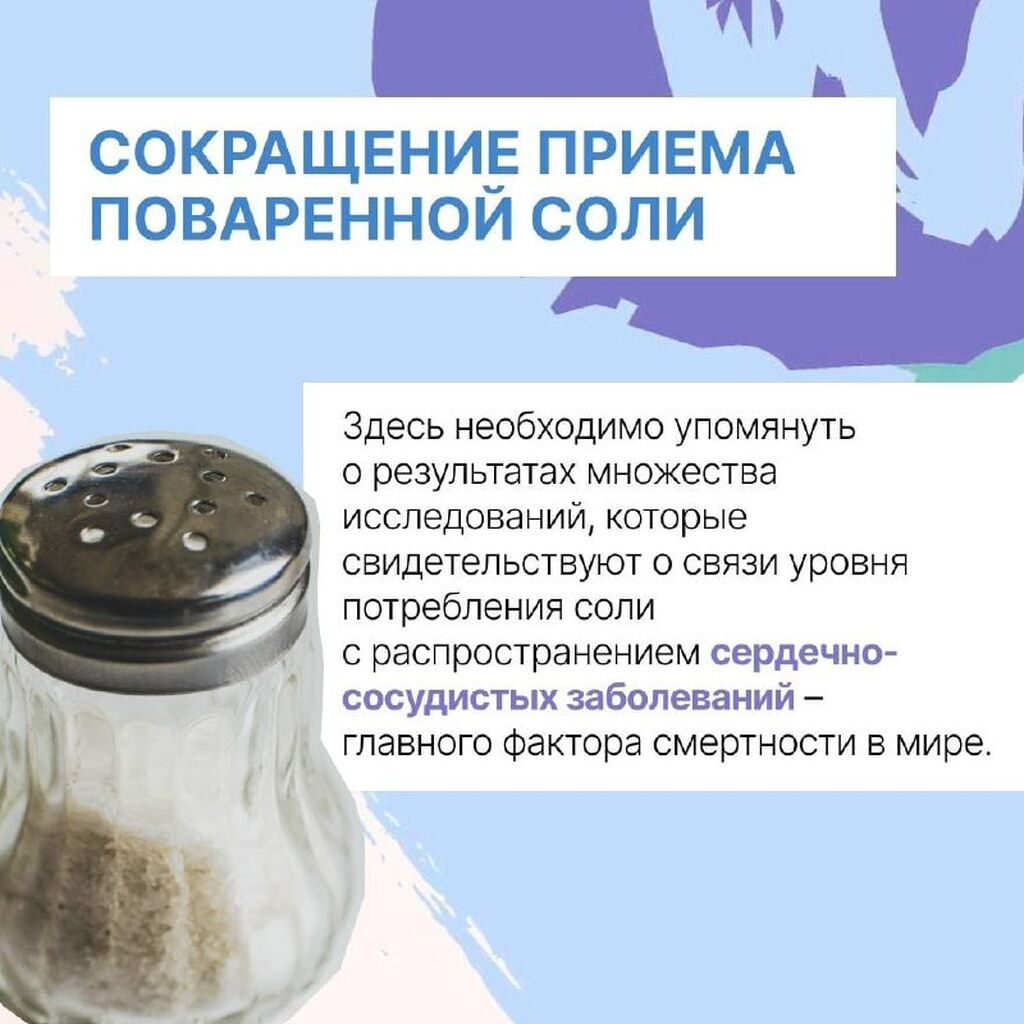 СОКРАЩЕНИЕ ПРИЕМА
ПОВАРЕННОЙ СОЛИ
Здесь необходимо упомянуть
о результатах множества
исследований, которые
свидетельствуют о связи уровня
потребления соли
с распространением сердечно-
сосудистых заболеваний –
главного фактора смертности в мире.